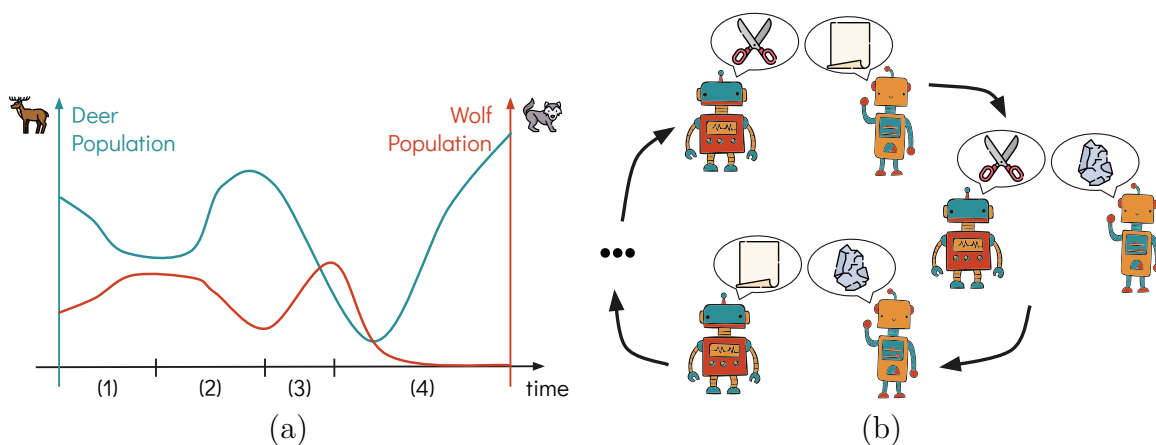 Deer
Population
Wolf
Population
(1)
(2)
(3)
(4)
time
(a)
(b)